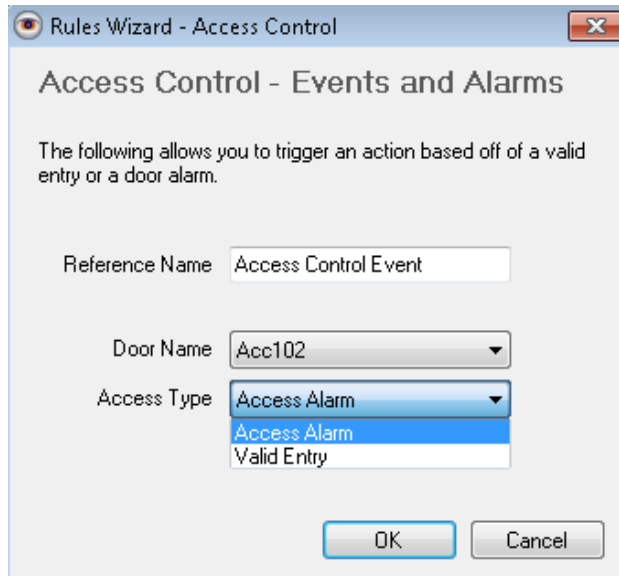 Rules Wizard - Access Control
Access Control - Events and Alarms
The following allows you to trigger an action based off of a valid
entry or a door alarm.
Reference Name Access Control Event
Door Name Acc102
Access Type Access Alarm
Access Alarm
Valid Entry
OK Cancel